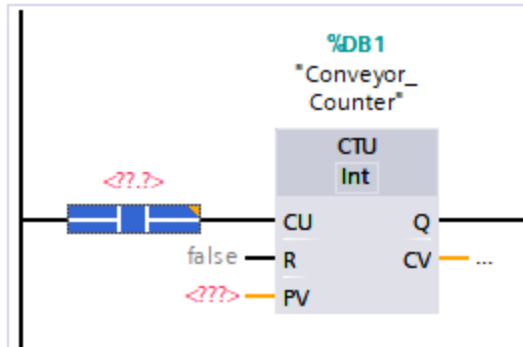 %DB1
"Conveyor_
Counter"
CTU
Int
<??.?>
CU Q
false R CV ...
<???> PV